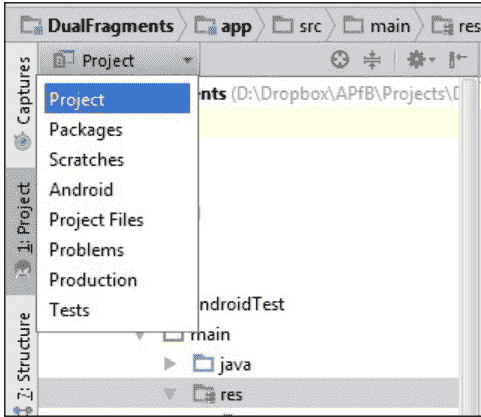 DualFragments app src main res
Project
Project
Packages
Scratches
Android
Project Files
Problems
Production
Tests
ents (D:\Dropbox\APfB\Projects\D
ndroidTest
main
java
res
Captures
1: Project
7: Structure